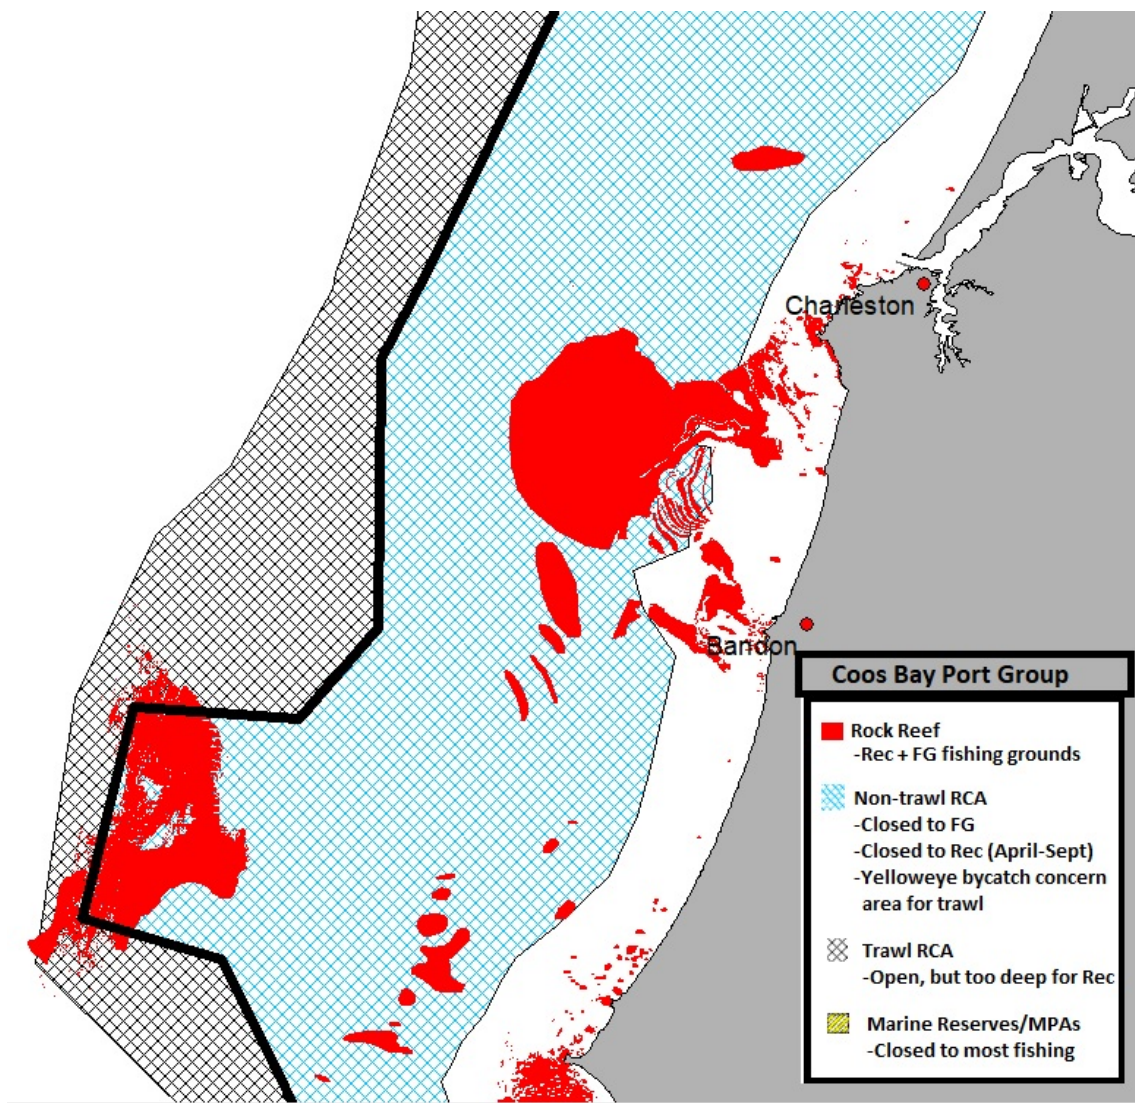 Charleston
Bandon
Coos Bay Port Group
Rock Reef
-Rec + FG fishing grounds
Non-trawl RCA
-Closed to FG
-Closed to Rec (April-Sept)
-Yelloweye bycatch concern
area for trawl
Trawl RCA
-Open, but too deep for Rec
Marine Reserves/MPAs
-Closed to most fishing